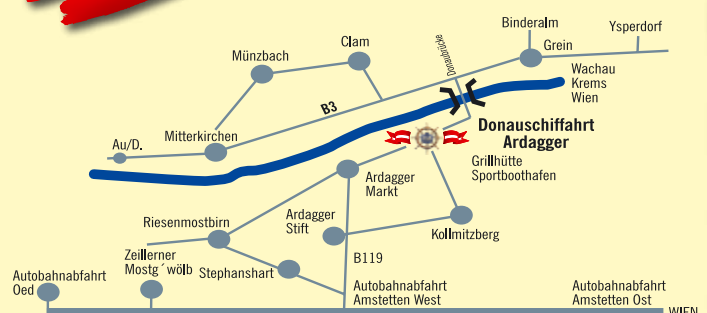 Binderalm
Ysperdorf
Clam
Donaubrücke
Grein
Münzbach
Wachau
Krems
Wien
B3
Donauschiffahrt
Ardagger
Mitterkirchen
Au/D.
Grillhütte
Sportboothafen
Ardagger
Markt
Ardagger
Stift
Riesenmostbirn
Kollmitzberg
Zeillerner
Mostg´wölb
Stephanshart
B119
Autobahnabfahrt
Oed
Autobahnabfahrt
Amstetten West
Autobahnabfahrt
Amstetten Ost
WIEN